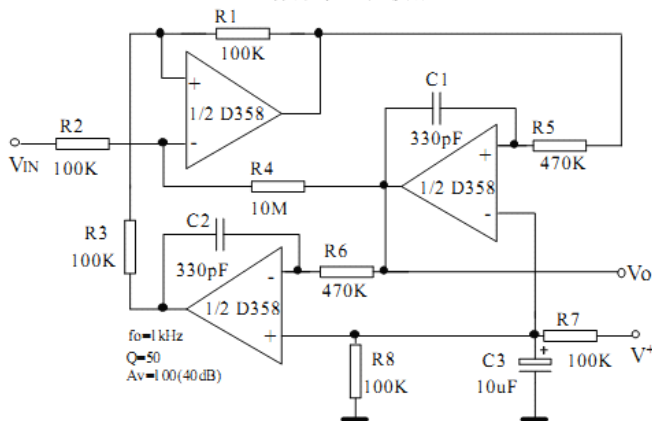 R1
100K
+
1/2 D358
-
R2
VIN
100K
C1
330pF
R5
+
470K
1/2 D358
-
R4
10M
R3
100K
C2
330pF
R6
-
470K
1/2 D358
+
Vo
fo=1kHz
Q=50
Av=100(40dB)
R8
100K
R7
100K
V+
C3
+
10uF